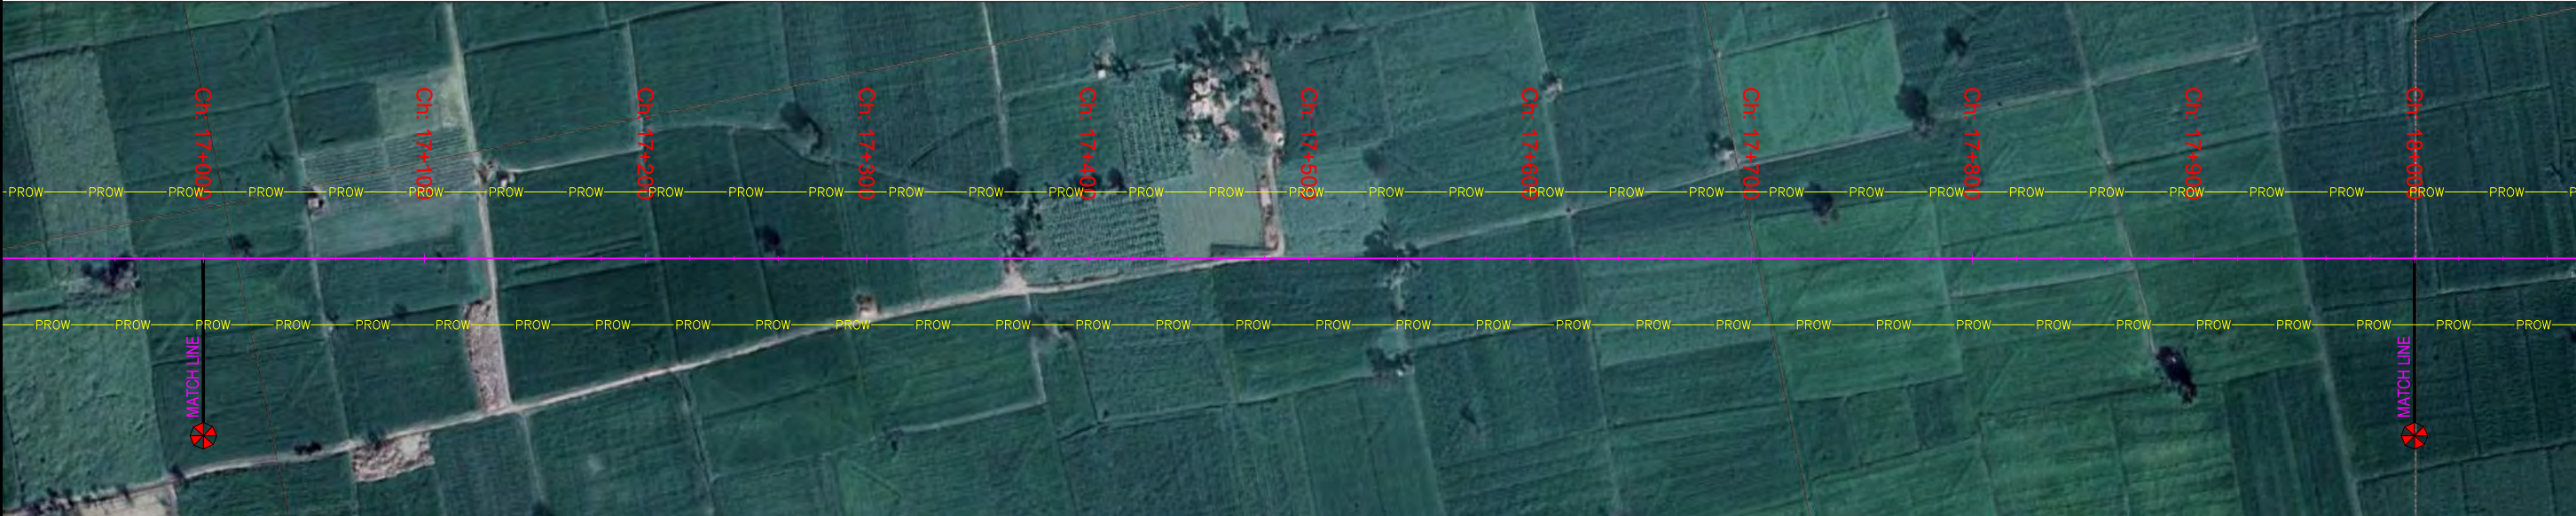 Ch: 17+000
Ch: 17+100
Ch: 17+200
Ch: 17+300
Ch: 17+400
Ch: 17+500
Ch: 17+600
Ch: 17+700
Ch: 17+800
Ch: 17+900
Ch: 18+000
PROW PROW PROW PROW PROW PROW PROW PROW PROW PROW PROW PROW PROW PROW PROW PROW PROW PROW PROW PROW PROW PROW PROW PROW PROW PROW PROW PROW PROW PROW PROW PROW
PROW PROW PROW PROW PROW PROW PROW PROW PROW PROW PROW PROW PROW PROW PROW PROW PROW PROW PROW PROW PROW PROW PROW PROW PROW PROW PROW PROW PROW PROW PROW PROW
MATCH LINE
MATCH LINE